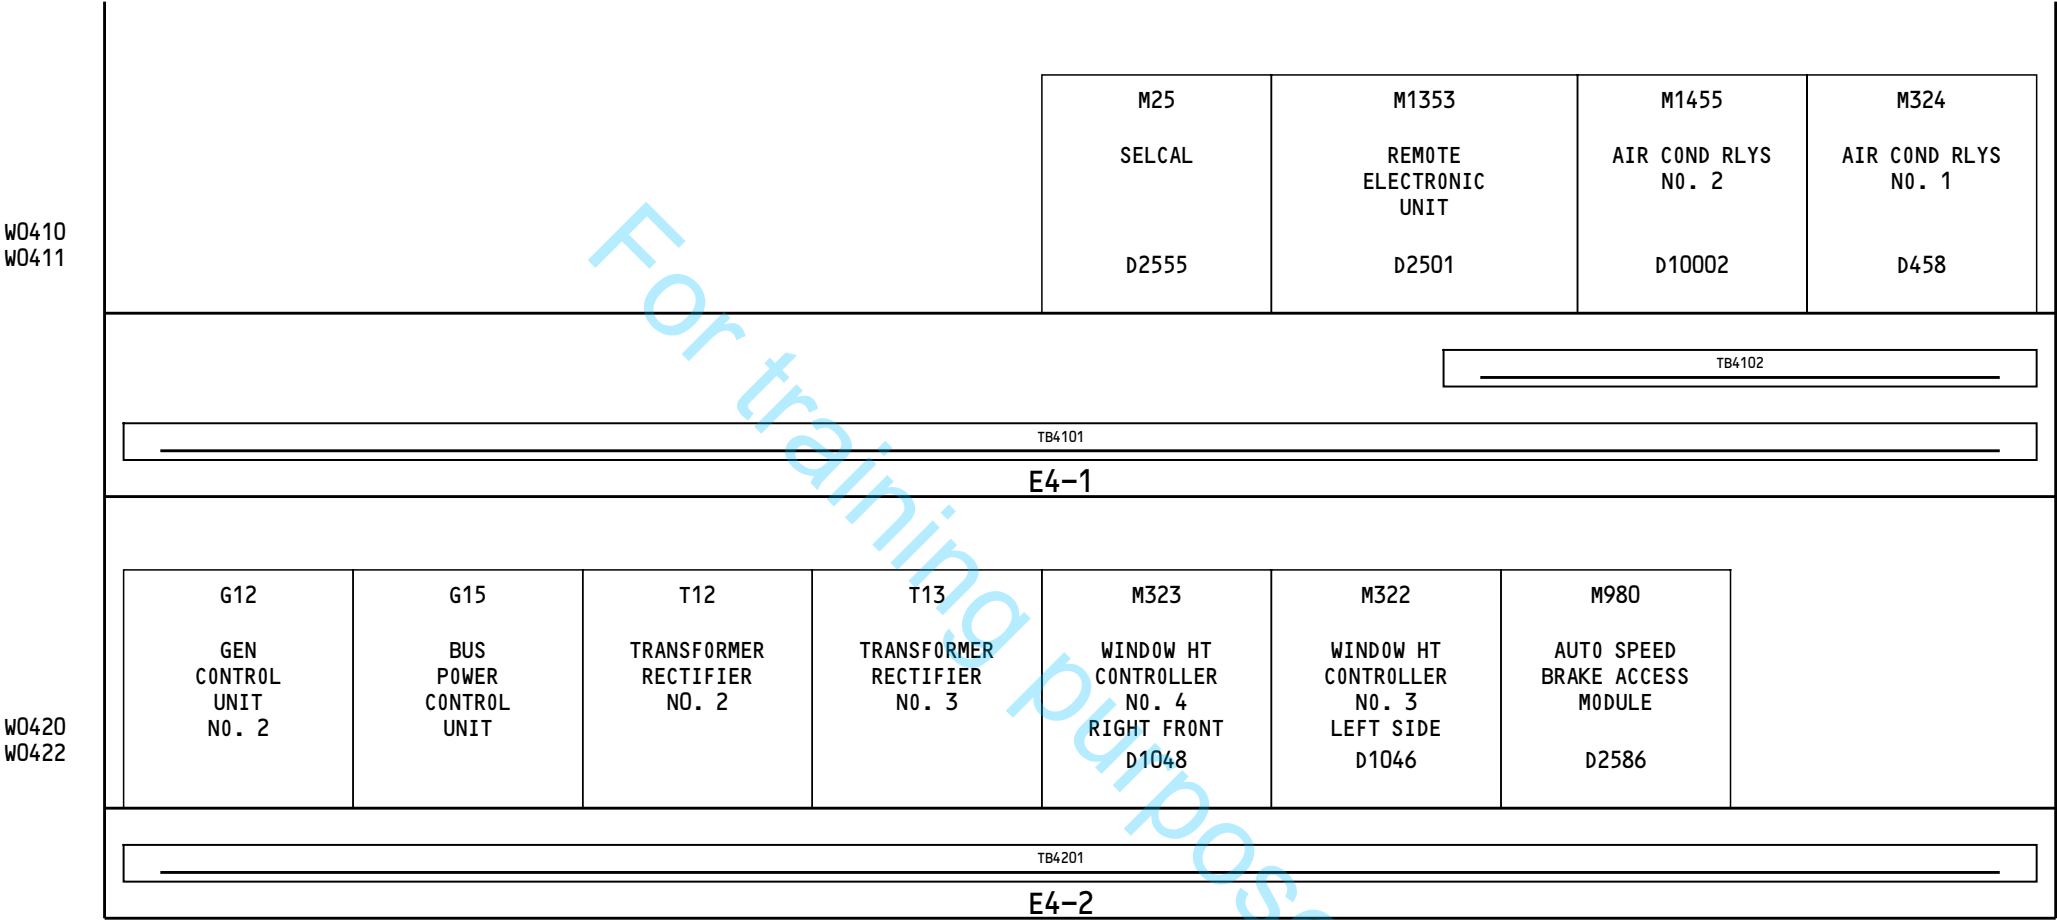 M25
SELCAL
D2555
M1353
REMOTE
ELECTRONIC
UNIT
D2501
M1455
AIR COND RLYS
NO. 2
D10002
M324
AIR COND RLYS
NO. 1
D458
W0410
W0411
TB4102
TB4101
E4-1
G12
GEN
CONTROL
UNIT
NO. 2
G15
BUS
POWER
CONTROL
UNIT
T12
TRANSFORMER
RECTIFIER
NO. 2
T13
TRANSFORMER
RECTIFIER
NO. 3
M323
WINDOW HT
CONTROLLER
NO. 4
RIGHT FRONT
D1048
M322
WINDOW HT
CONTROLLER
NO. 3
LEFT SIDE
D1046
M980
AUTO SPEED
BRAKE ACCESS
MODULE
D2586
W0420
W0422
TB4201
E4-2
For training